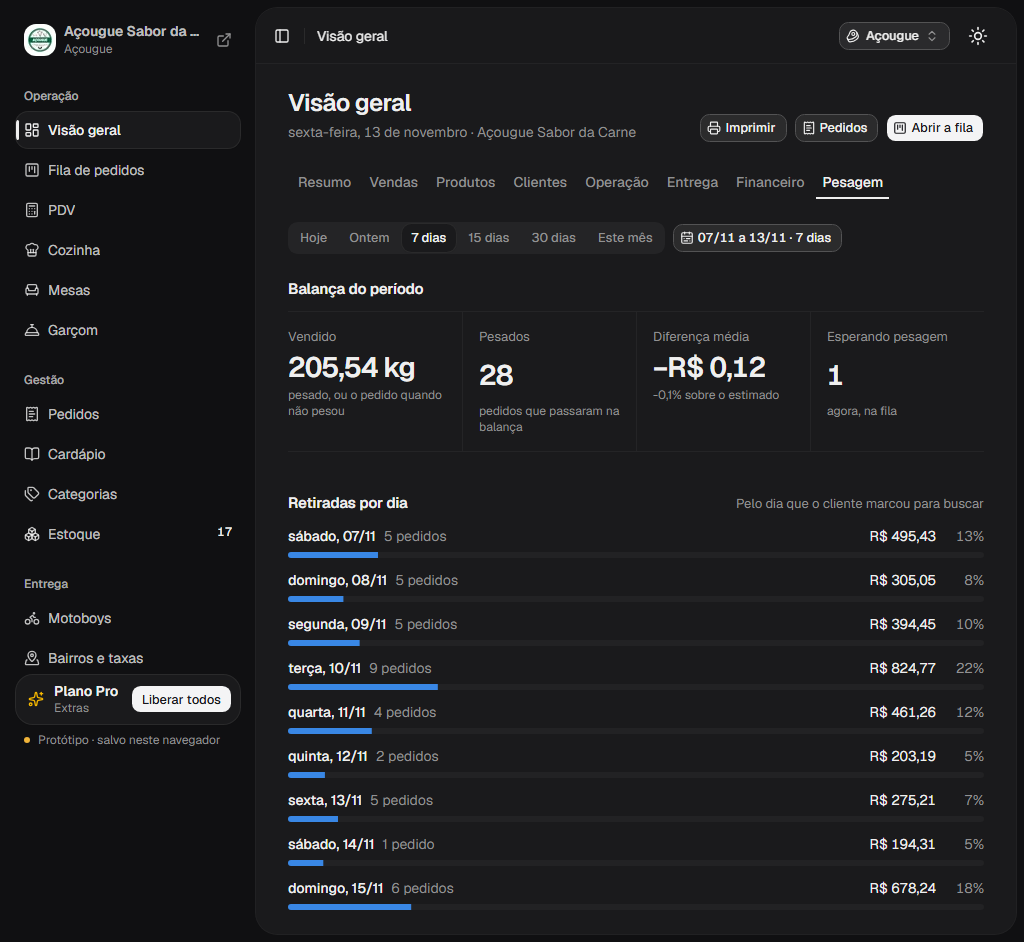 Açougue Sabor da ...
Açougue
Operação
Visão geral
Fila de pedidos
PDV
Cozinha
Mesas
Garçom
Gestão
Pedidos
Cardápio
Categorias
Estoque 17
Entrega
Motoboys
Bairros e taxas
Plano Pro
Extras
Liberar todos
Protótipo · salvo neste navegador
Visão geral
Açougue
Visão geral
sexta-feira, 13 de novembro · Açougue Sabor da Carne
Imprimir Pedidos Abrir a fila
Resumo Vendas Produtos Clientes Operação Entrega Financeiro Pesagem
Hoje Ontem 7 dias 15 dias 30 dias Este mês 07/11 a 13/11 · 7 dias
Balança do período
Vendido
205,54 kg
pesado, ou o pedido quando
não pesou
Pesados
28
pedidos que passaram na
balança
Diferença média
−R$ 0,12
-0,1% sobre o estimado
Esperando pesagem
1
agora, na fila
Retiradas por dia Pelo dia que o cliente marcou para buscar
sábado, 07/11 5 pedidos R$ 495,43 13%
domingo, 08/11 5 pedidos R$ 305,05 8%
segunda, 09/11 5 pedidos R$ 394,45 10%
terça, 10/11 9 pedidos R$ 824,77 22%
quarta, 11/11 4 pedidos R$ 461,26 12%
quinta, 12/11 2 pedidos R$ 203,19 5%
sexta, 13/11 5 pedidos R$ 275,21 7%
sábado, 14/11 1 pedido R$ 194,31 5%
domingo, 15/11 6 pedidos R$ 678,24 18%